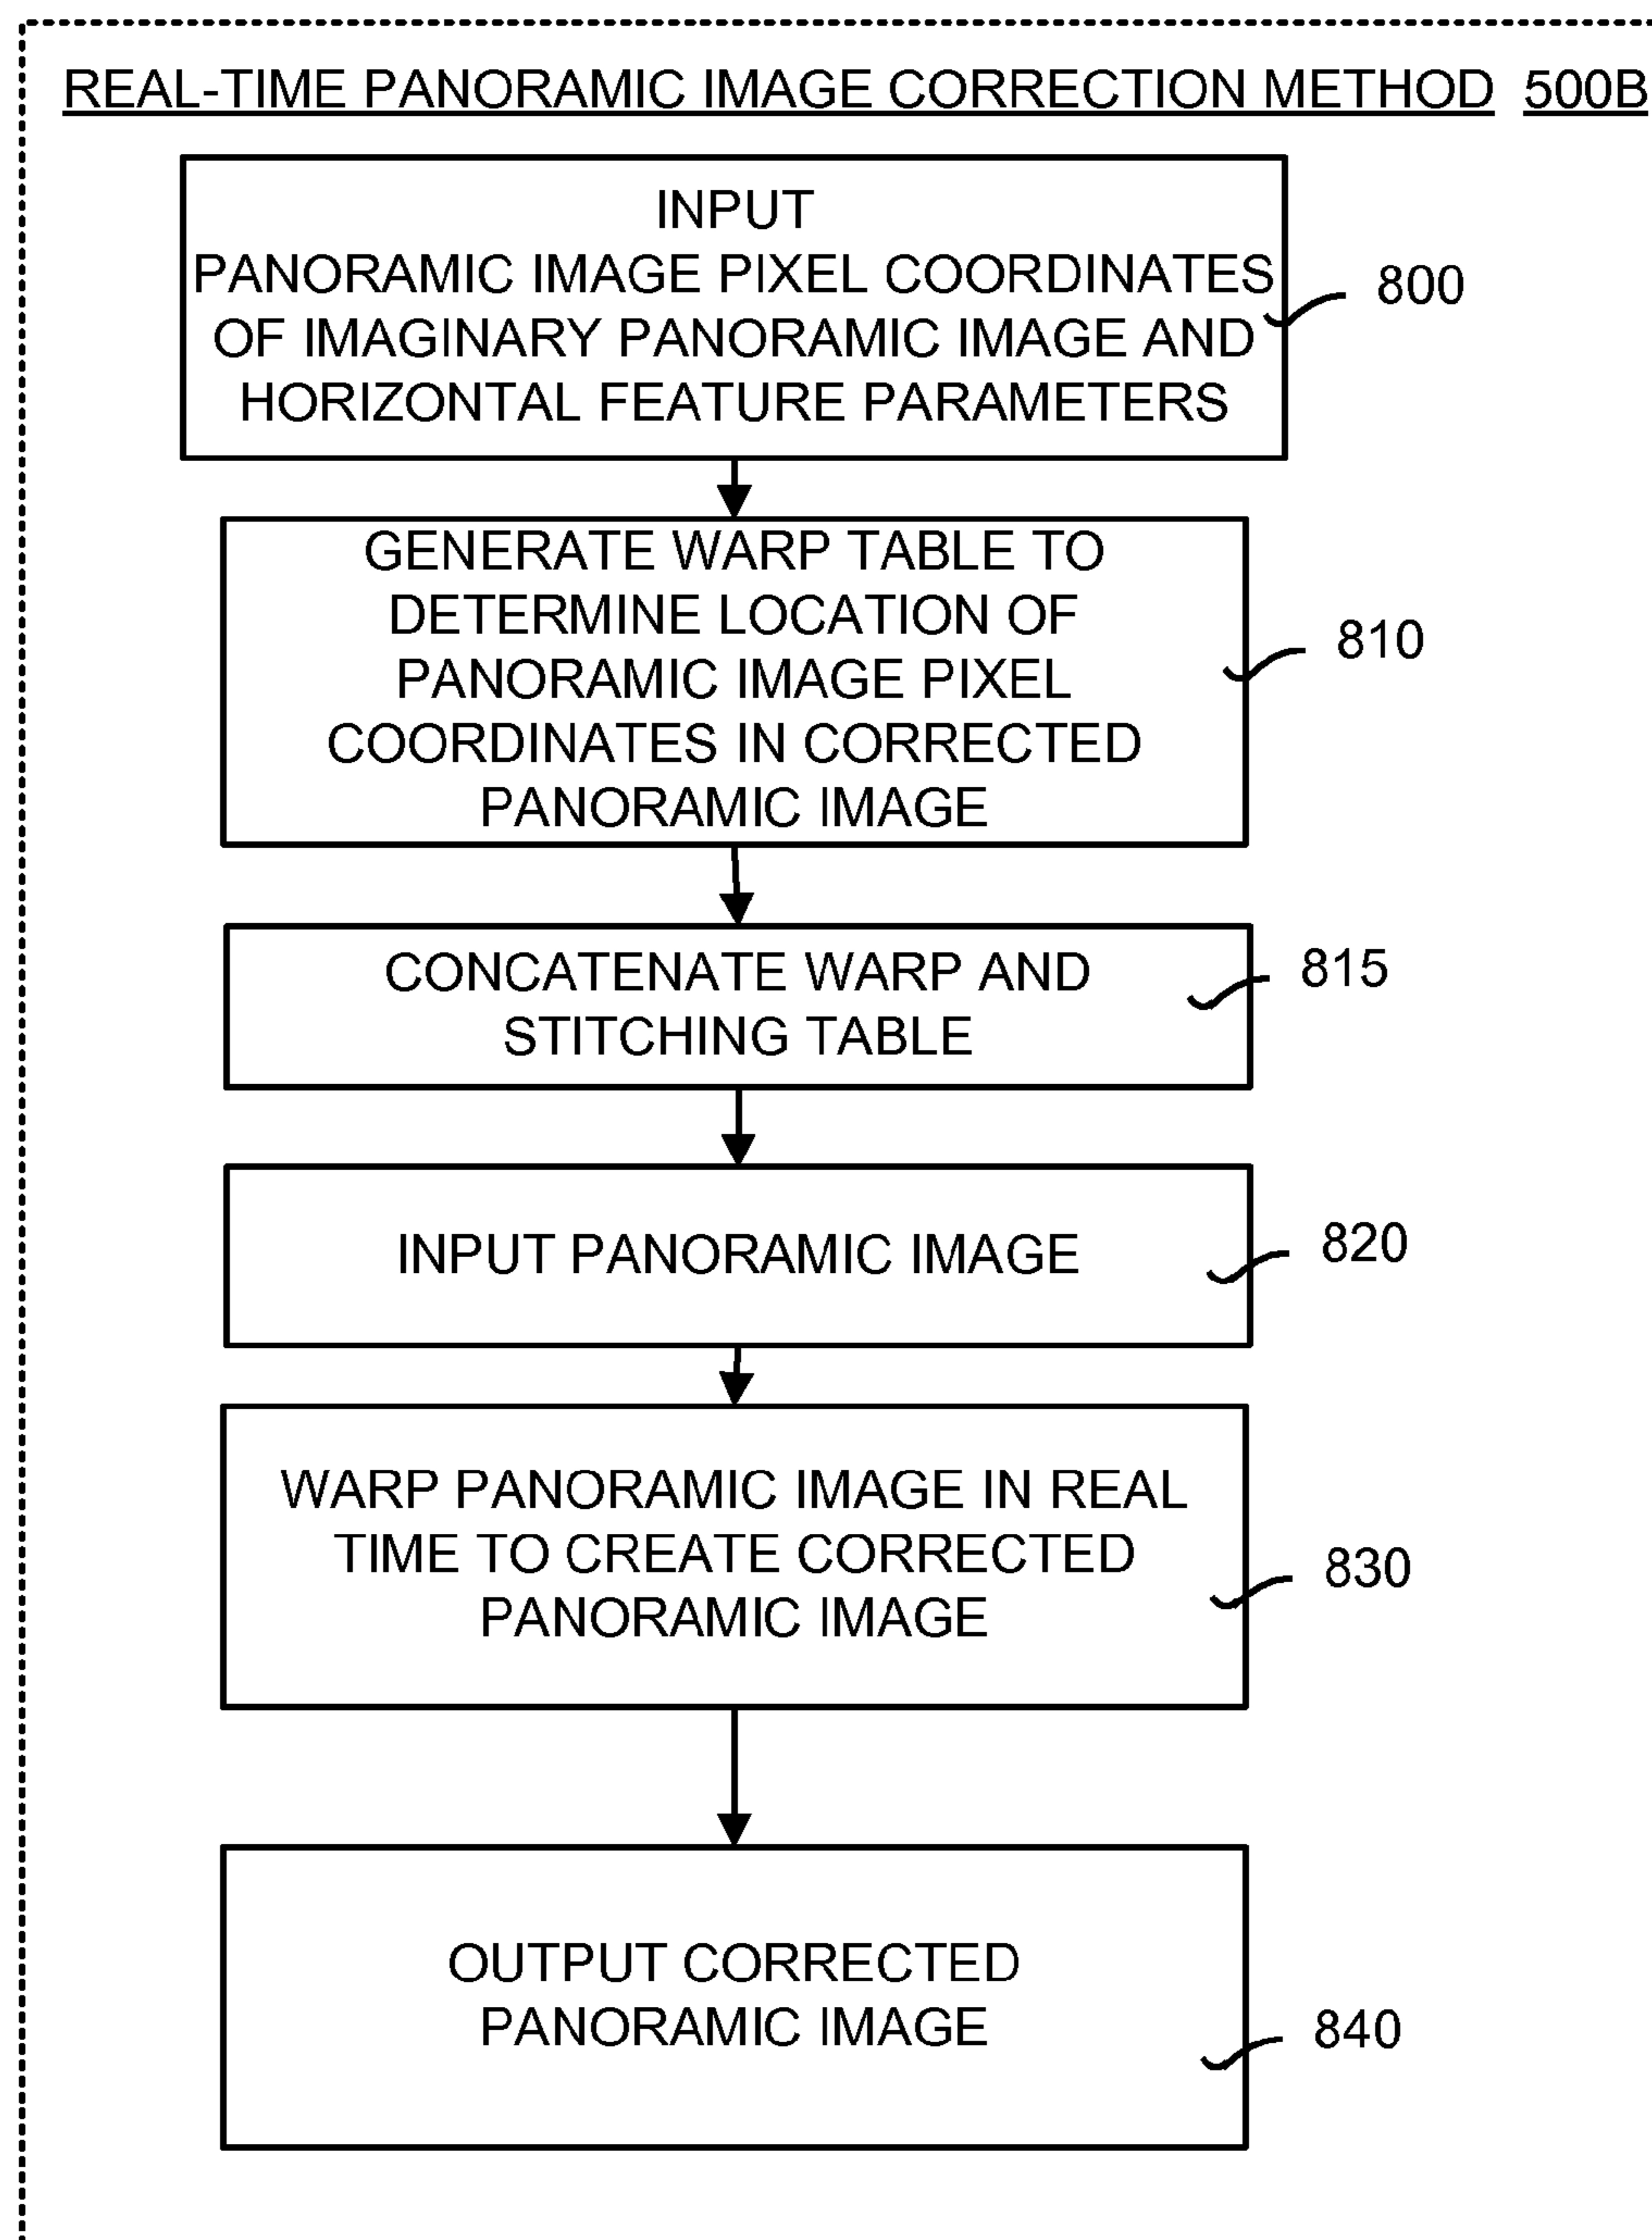 REAL-TIME PANORAMIC IMAGE CORRECTION METHOD 500B
INPUT
PANORAMIC IMAGE PIXEL COORDINATES
OF IMAGINARY PANORAMIC IMAGE AND
HORIZONTAL FEATURE PARAMETERS
800
GENERATE WARP TABLE TO
DETERMINE LOCATION OF
PANORAMIC IMAGE PIXEL
COORDINATES IN CORRECTED
PANORAMIC IMAGE
810
CONCATENATE WARP AND
STITCHING TABLE
815
INPUT PANORAMIC IMAGE
820
WARP PANORAMIC IMAGE IN REAL
TIME TO CREATE CORRECTED
PANORAMIC IMAGE
830
OUTPUT CORRECTED
PANORAMIC IMAGE
840